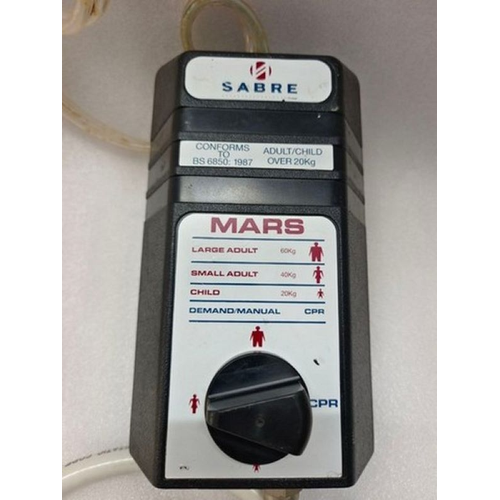 SABRE
CONFORMS
TO
BS 6850: 1987
ADULT/CHILD
OVER 20Kg
MARS
LARGE ADULT 60Kg
SMALL ADULT 40Kg
CHILD 20Kg
DEMAND/MANUAL CPR
CPR